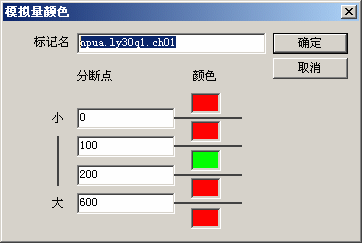 模拟量颜色
标记名 apua.ly30ql.ch01 确定
取消
分断点 颜色
小 0
100
200
大 600